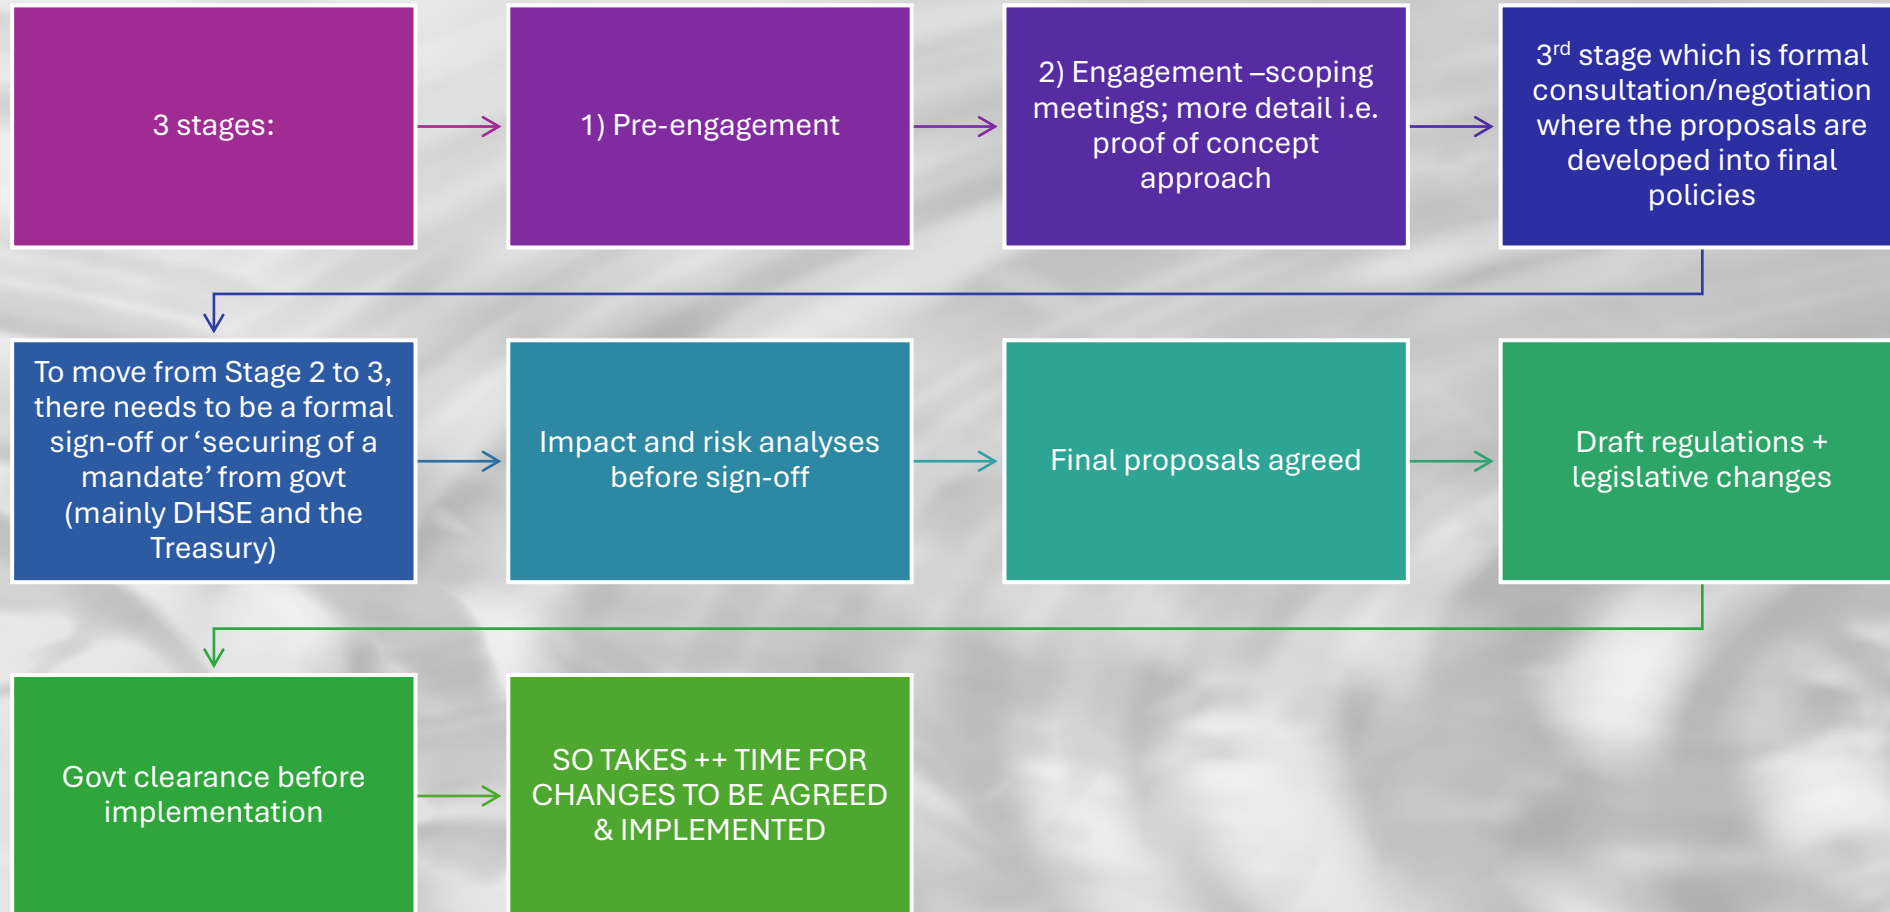 3 stages:
1) Pre-engagement
2) Engagement –scoping
meetings; more detail i.e.
proof of concept
approach
3rd stage which is formal
consultation/negotiation
where the proposals are
developed into final
policies
To move from Stage 2 to 3,
there needs to be a formal
sign-off or ‘securing of a
mandate’ from govt
(mainly DHSE and the
Treasury)
Impact and risk analyses
before sign-off
Final proposals agreed
Draft regulations +
legislative changes
Govt clearance before
implementation
SO TAKES ++ TIME FOR
CHANGES TO BE AGREED
& IMPLEMENTED